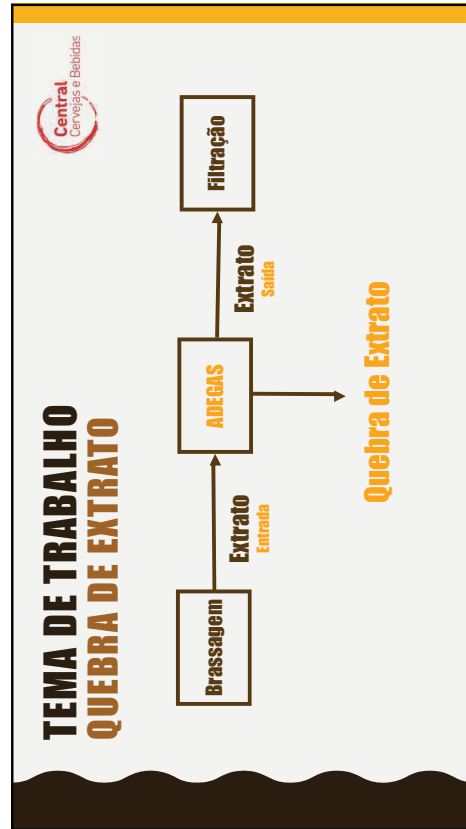 TEMA DE TRABALHO
QUEBRA DE EXTRATO
Central
Cervejas e Bebidas
Brassagem
Extrato
Entrada
ADEGAS
Extrato
Saída
Filtração
Quebra de Extrato